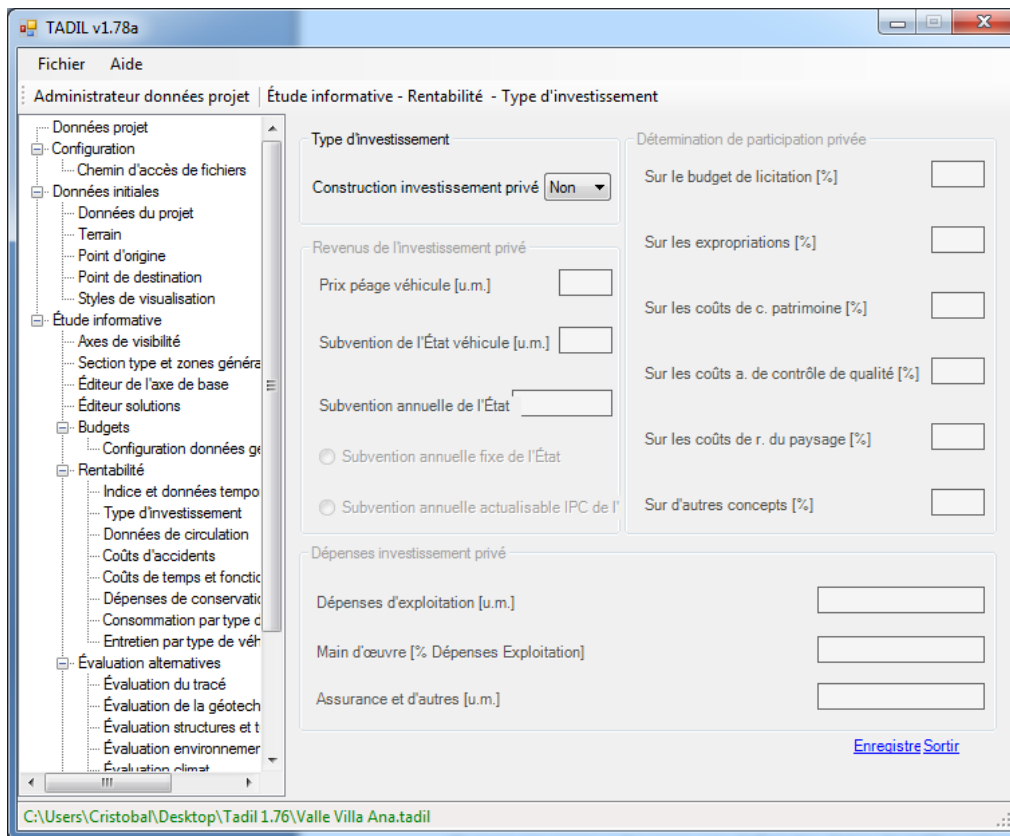 TADIL v1.78a
Fichier Aide
Administrateur données projet Étude informative - Rentabilité - Type d'investissement
Données projet
Configuration
Chemin d'accès de fichiers
Données initiales
Données du projet
Terrain
Point d'origine
Point de destination
Styles de visualisation
Étude informative
Axes de visibilité
Section type et zones généra
Éditeur de l'axe de base
Éditeur solutions
Budgets
Configuration données ge
Rentabilité
Indice et données tempo
Type d'investissement
Données de circulation
Coûts d'accidents
Coûts de temps et fonctic
Dépenses de conservatic
Consommation par type d
Entretien par type de véh
Évaluation alternatives
Évaluation du tracé
Évaluation de la géotech
Évaluation structures et t
Évaluation environnemer
Évaluation climat
Type d'investissement
Construction investissement privé Non
Revenus de l'investissement privé
Prix péage véhicule [u.m.]
Subvention de l'État véhicule [u.m.]
Subvention annuelle de l'État
Subvention annuelle fixe de l'État
Subvention annuelle actualisable IPC de l'
Détermination de participation privée
Sur le budget de licitation [%]
Sur les expropriations [%]
Sur les coûts de c. patrimoine [%]
Sur les coûts a. de contrôle de qualité [%]
Sur les coûts de r. du paysage [%]
Sur d'autres concepts [%]
Dépenses investissement privé
Dépenses d'exploitation [u.m.]
Main d'œuvre [% Dépenses Exploitation]
Assurance et d'autres [u.m.]
Enregistre Sortir
C:\Users\Cristobal\Desktop\Tadil 1.76\Valle Villa Ana.tadil